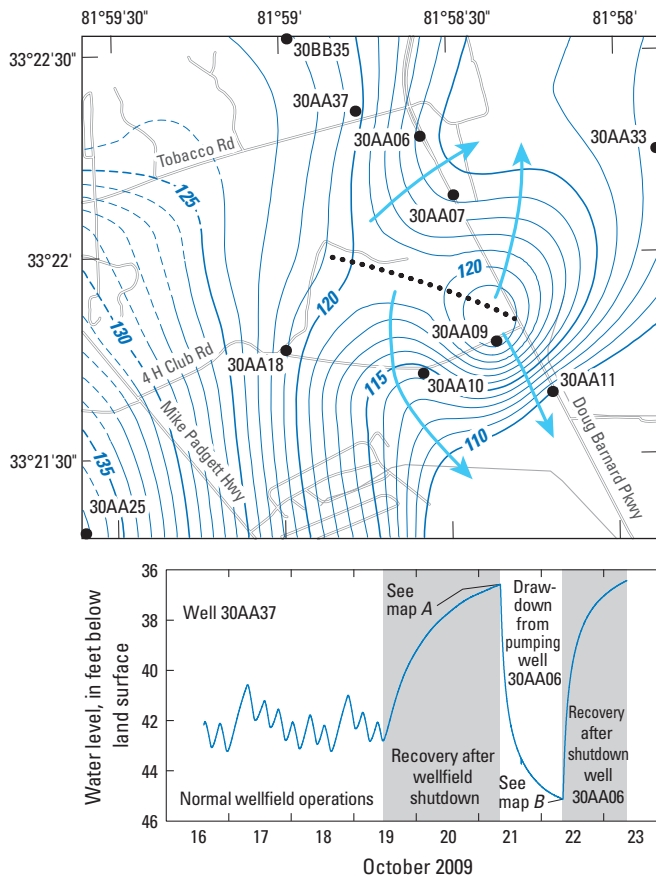 81°59'30" 81°59' 81°58'30" 81°58'
33°22'30"
30BB35
30AA37
30AA06
30AA33
Tobacco Rd
125
30AA07
33°22'
120
120
130
30AA09
30AA18
4 H Club Rd
115
30AA10
30AA11
Mike Padgett Hwy
110
Doug Barnard Pkwy
33°21'30"
135
30AA25
Water level, in feet below
land surface
36
38
40
42
44
46
Well 30AA37
See
map A
Draw-
down
from
pumping
well
30AA06
Recovery after
wellfield
shutdown
Recovery
after
shutdown
well
30AA06
See
map B
Normal wellfield operations
16 17 18 19 20 21 22 23
October 2009